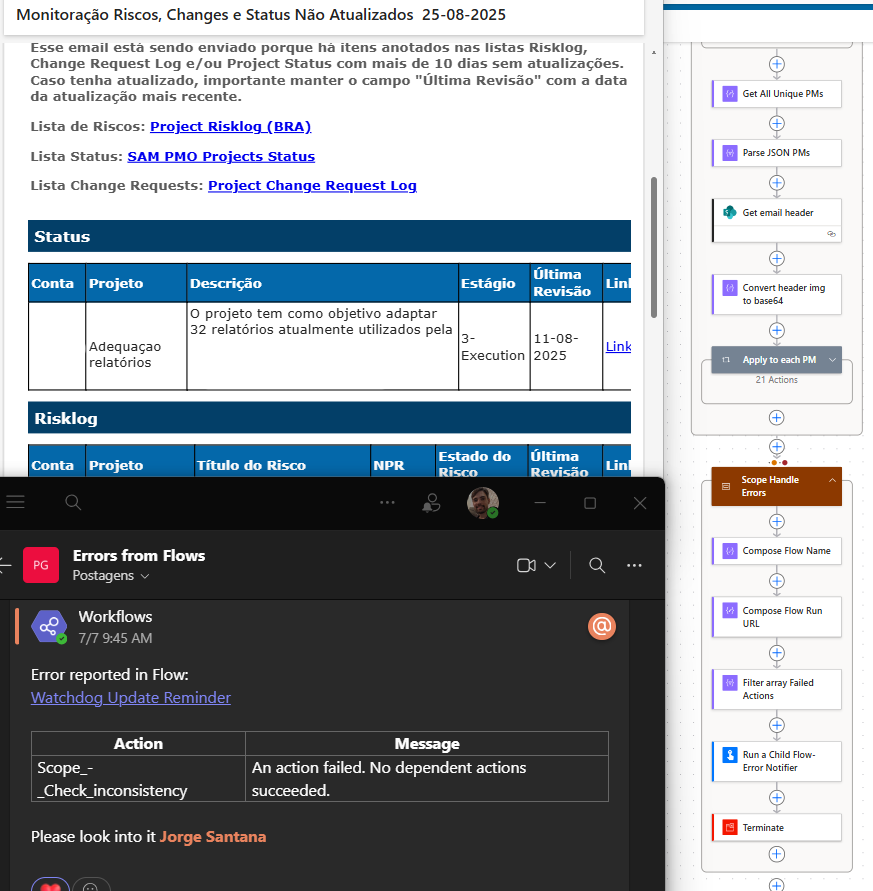 Monitoração Riscos, Changes e Status Não Atualizados 25-08-2025
Esse email está sendo enviado porque há itens anotados nas listas Risklog,
Change Request Log e/ou Project Status com mais de 10 dias sem atualizações.
Caso tenha atualizado, importante manter o campo "Última Revisão" com a data
da atualização mais recente.
Lista de Riscos: Project Risklog (BRA)
Lista Status: SAM PMO Projects Status
Lista Change Requests: Project Change Request Log
Status
Conta Projeto Descrição Estágio Última Revisão Link
Adequaçao relatórios
O projeto tem como objetivo adaptar
32 relatórios atualmente utilizados pela
3-Execution
11-08-2025
Link
Risklog
Conta Projeto Título do Risco NPR Estado do Risco Última Revisão Link
PG
Errors from Flows
Postagens
Workflows
7/7 9:45 AM
Error reported in Flow:
Watchdog Update Reminder
Action Message
Scope_-_Check_inconsistency
An action failed. No dependent actions
succeeded.
Please look into it Jorge Santana
Get All Unique PMs
Parse JSON PMs
Get email header
Convert header img
to base64
Apply to each PM
21 Actions
Scope Handle
Errors
Compose Flow Name
Compose Flow Run
URL
Filter array Failed
Actions
Run a Child Flow-
Error Notifier
Terminate